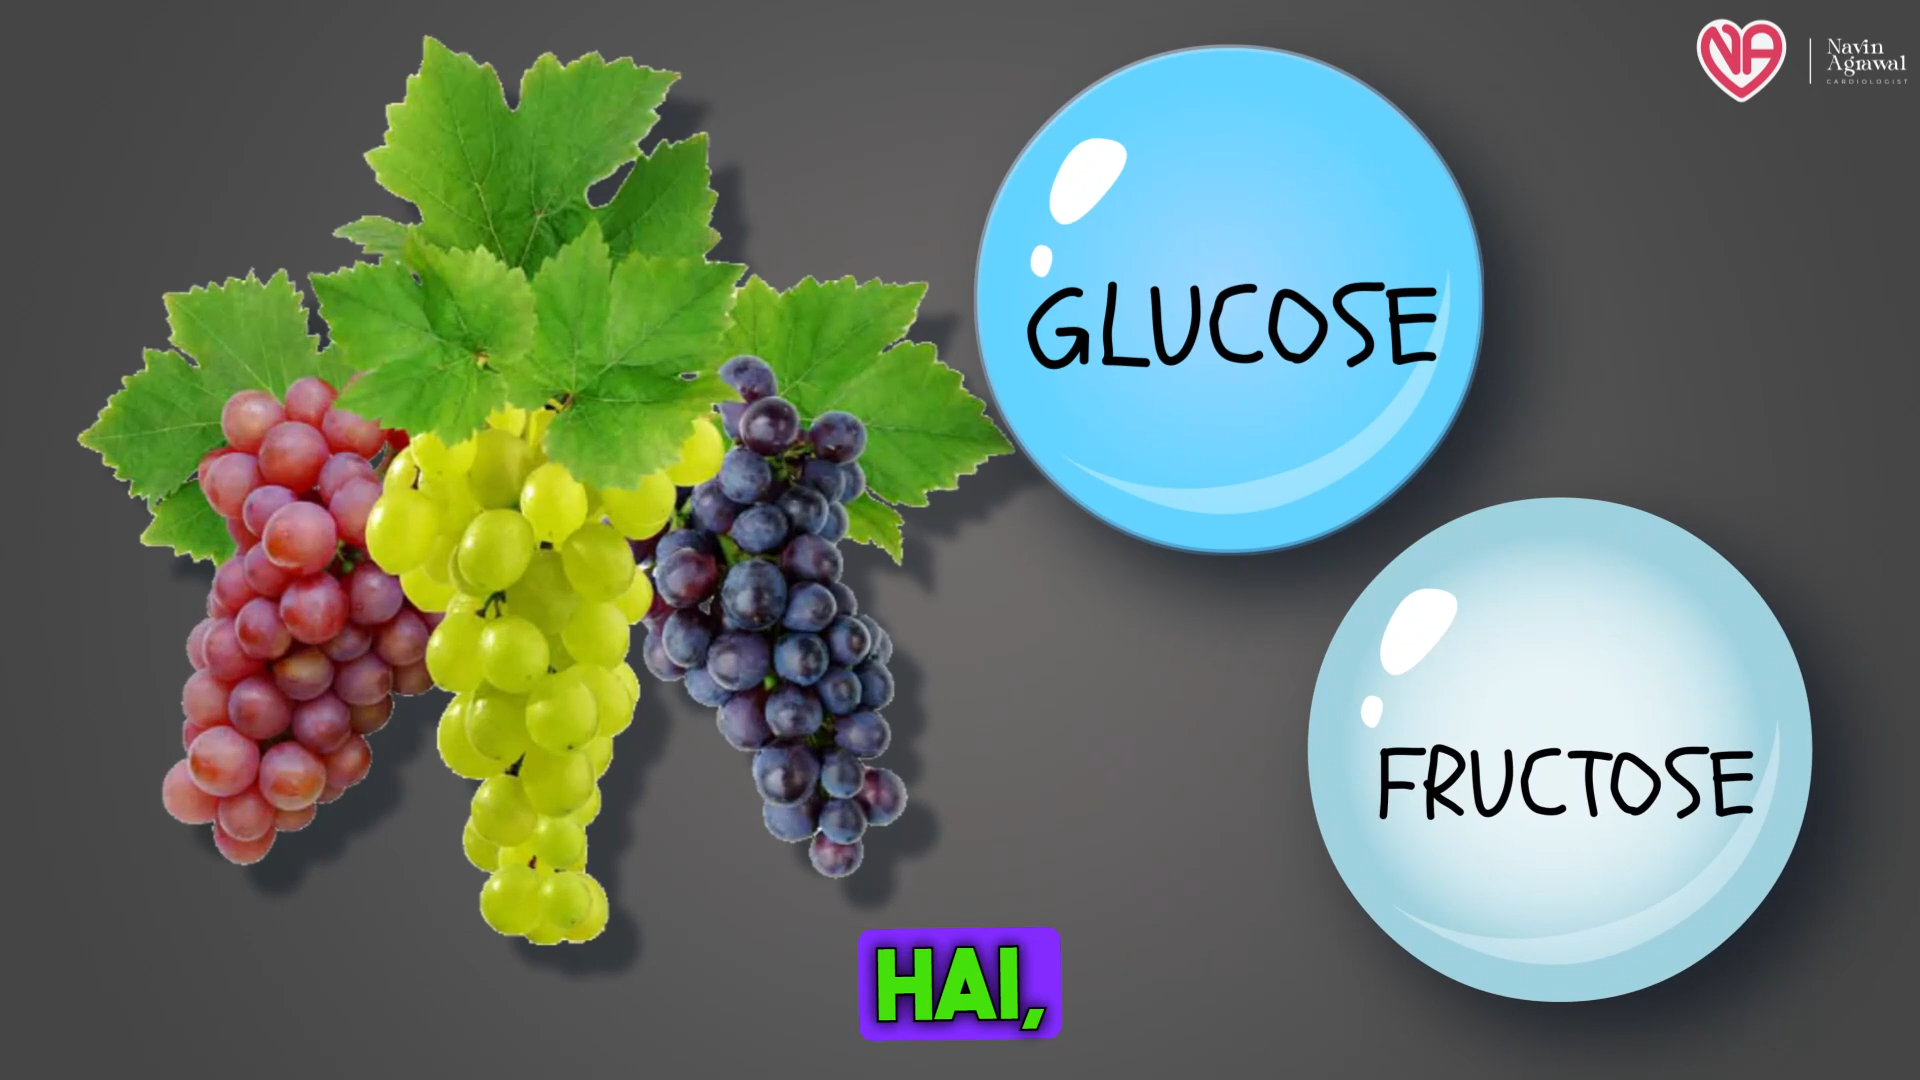 Navin
Agrawal
CARDIOLOGIST
GLUCOSE
FRUCTOSE
HAI,